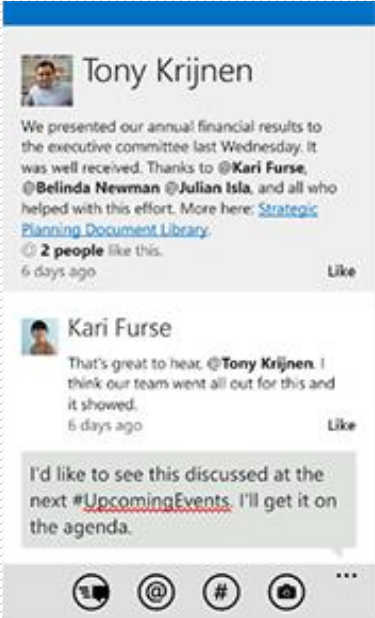 Tony Krijnen
We presented our annual financial results to
the executive committee last Wednesday. It
was well received. Thanks to @Kari Furse,
@Belinda Newman @Julian Isla, and all who
helped with this effort. More here: Strategic
Planning Document Library.
2 people like this.
6 days ago Like
Kari Furse
That's great to hear, @Tony Krijnen. I
think our team went all out for this and
it showed.
6 days ago Like
I'd like to see this discussed at the
next #UpcomingEvents. I'll get it on
the agenda.
@ #
...